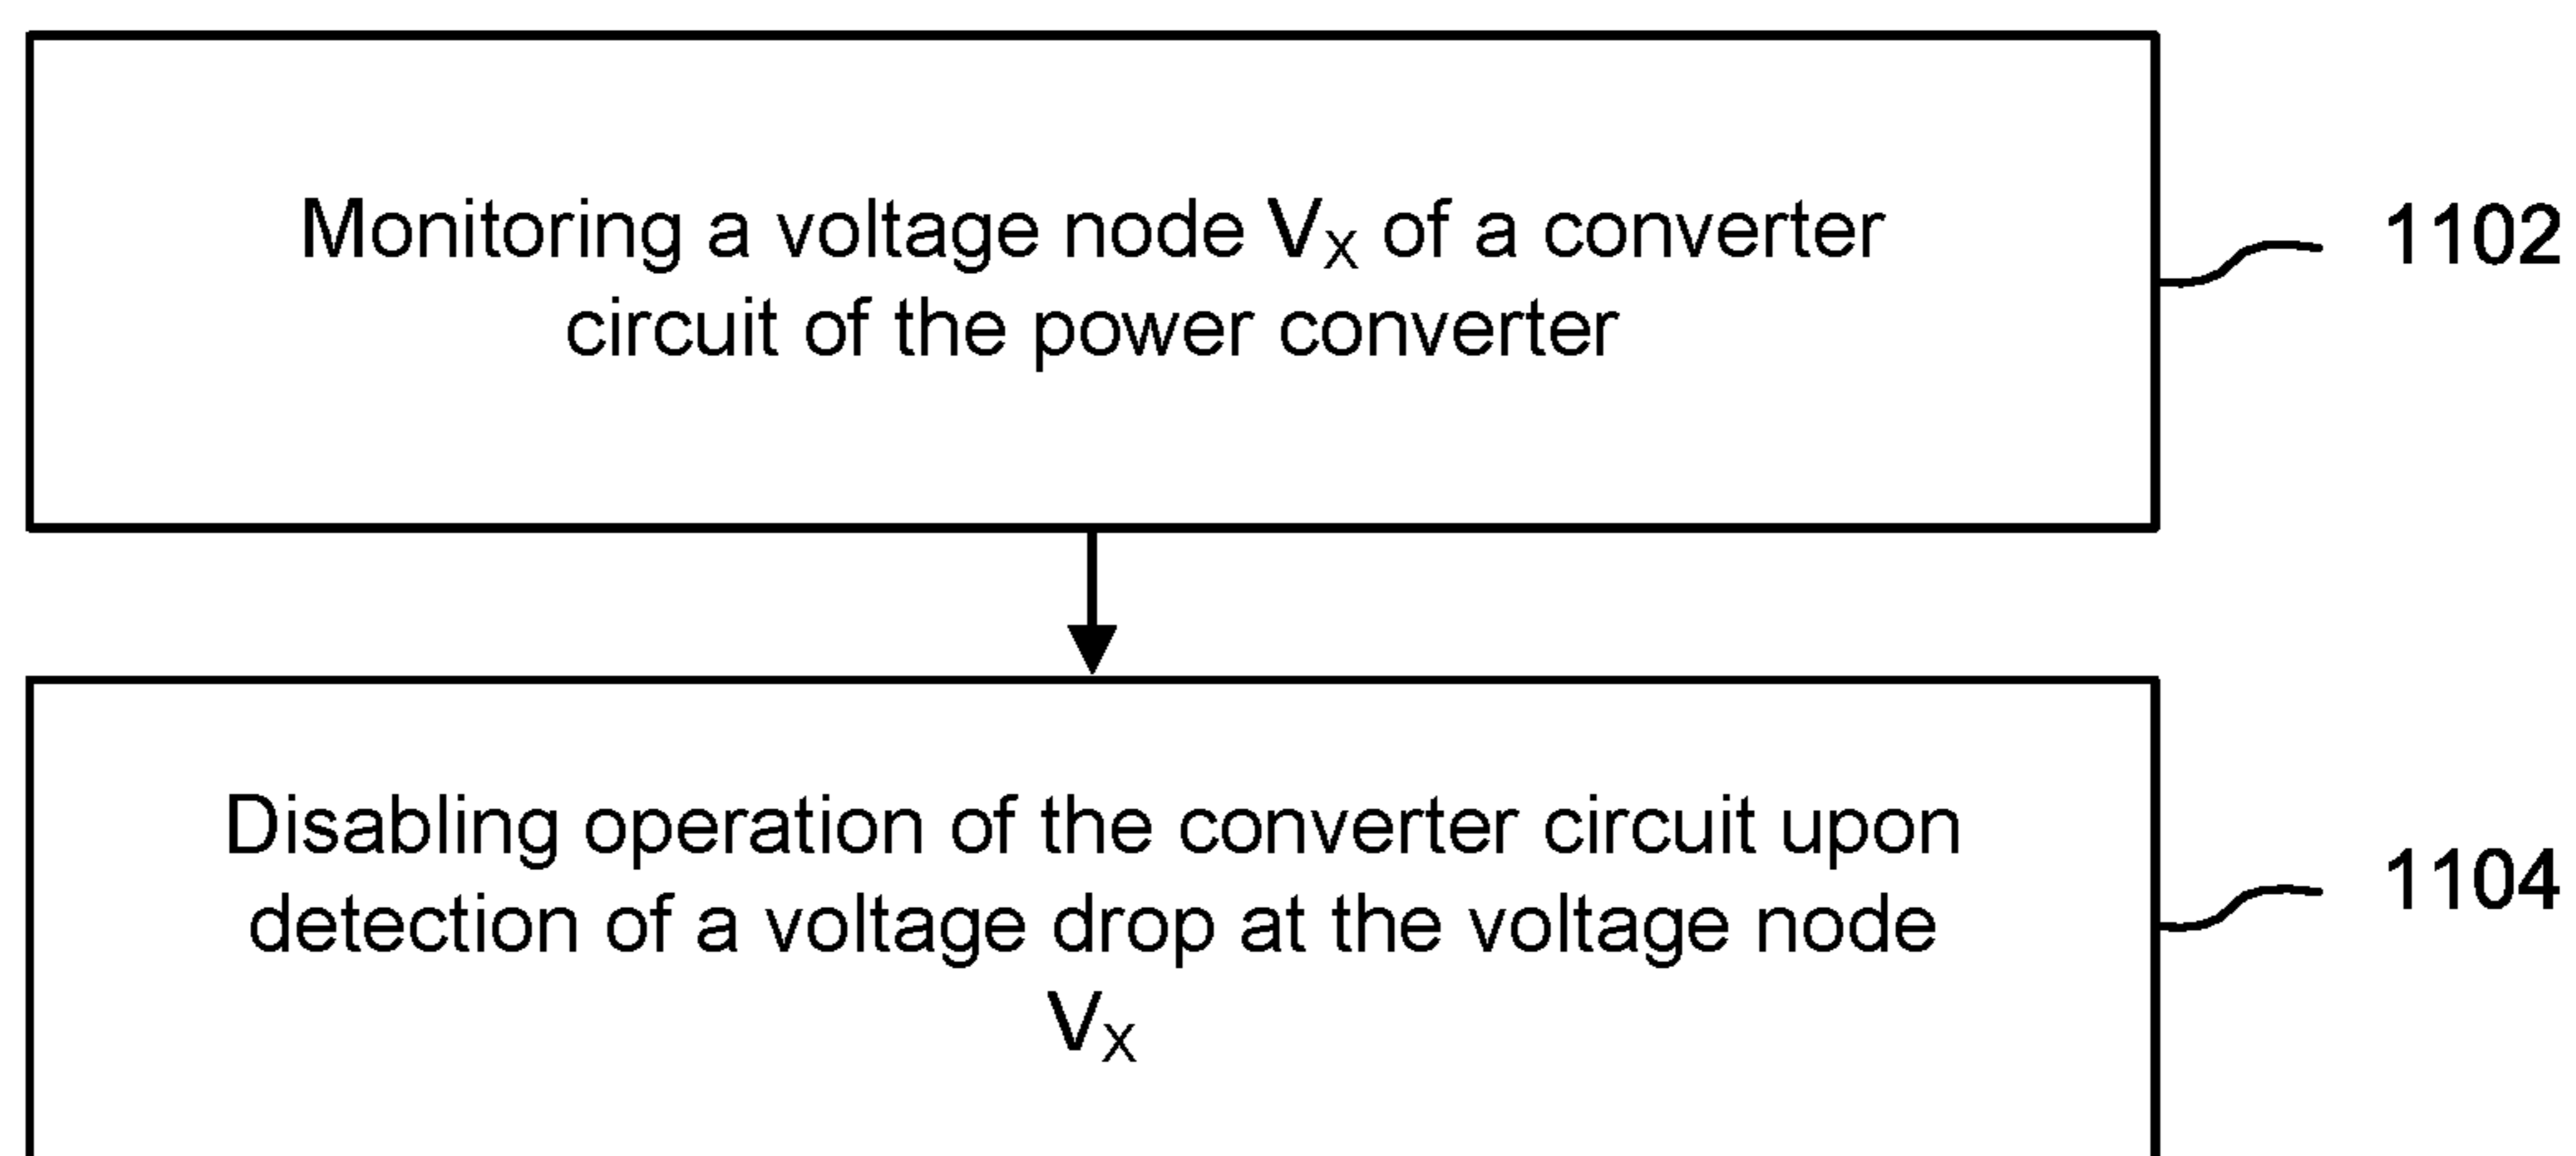 Monitoring a voltage node VX of a converter
circuit of the power converter
1102
Disabling operation of the converter circuit upon
detection of a voltage drop at the voltage node
VX
1104